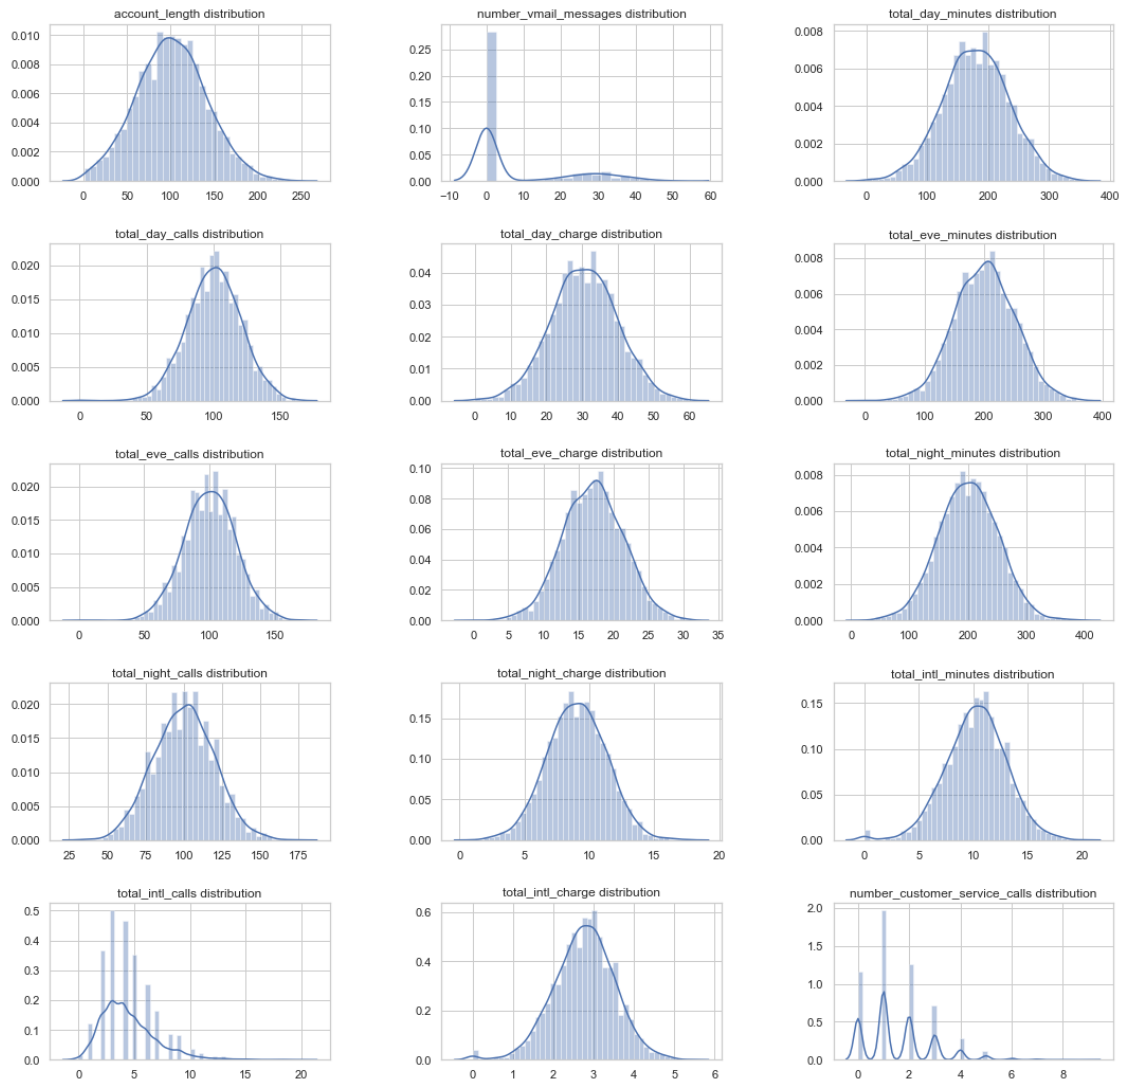 account_length distribution
0.010
0.008
0.006
0.004
0.002
0.000
0 50 100 150 200 250
number_vmail_messages distribution
0.25
0.20
0.15
0.10
0.05
0.00
−10 0 10 20 30 40 50 60
total_day_minutes distribution
0.008
0.006
0.004
0.002
0.000
0 100 200 300 400
total_day_calls distribution
0.020
0.015
0.010
0.005
0.000
0 50 100 150
total_day_charge distribution
0.04
0.03
0.02
0.01
0.00
0 10 20 30 40 50 60
total_eve_minutes distribution
0.008
0.006
0.004
0.002
0.000
0 100 200 300 400
total_eve_calls distribution
0.020
0.015
0.010
0.005
0.000
0 50 100 150
total_eve_charge distribution
0.10
0.08
0.06
0.04
0.02
0.00
0 5 10 15 20 25 30 35
total_night_minutes distribution
0.008
0.006
0.004
0.002
0.000
0 100 200 300 400
total_night_calls distribution
0.020
0.015
0.010
0.005
0.000
25 50 75 100 125 150 175
total_night_charge distribution
0.15
0.10
0.05
0.00
0 5 10 15 20
total_intl_minutes distribution
0.15
0.10
0.05
0.00
0 5 10 15 20
total_intl_calls distribution
0.5
0.4
0.3
0.2
0.1
0.0
0 5 10 15 20
total_intl_charge distribution
0.6
0.4
0.2
0.0
0 1 2 3 4 5 6
number_customer_service_calls distribution
2.0
1.5
1.0
0.5
0.0
0 2 4 6 8